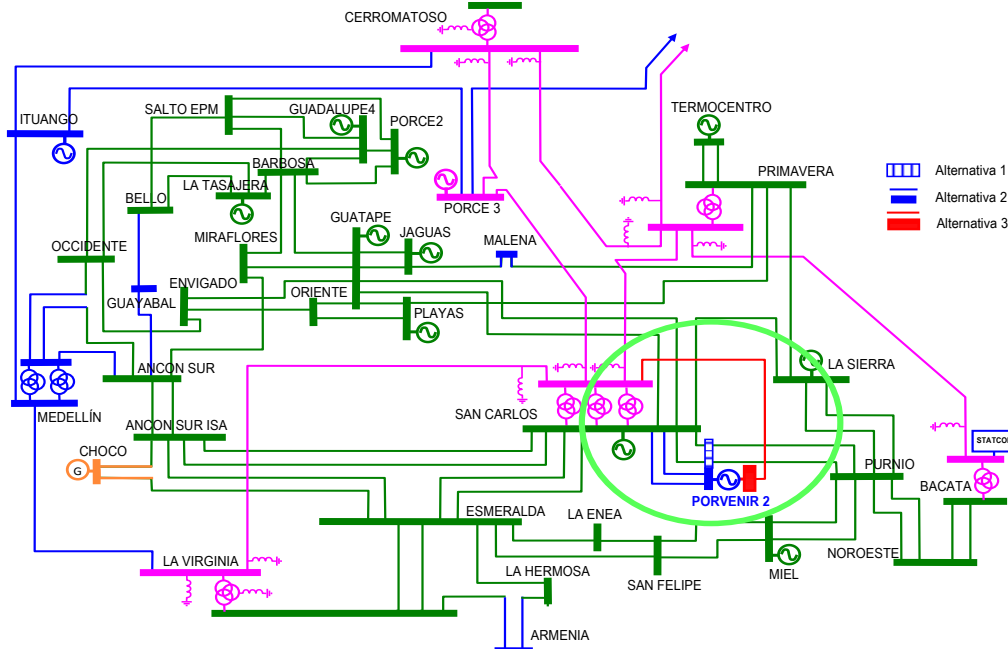 CERROMATOSO
ITUANGO
SALTO EPM
GUADALUPE4
PORCE2
TERMOCENTRO
BARBOSA
LA TASAJERA
BELLO
PORCE 3
PRIMAVERA
Alternativa 1
Alternativa 2
Alternativa 3
GUATAPE
JAGUAS
MALENA
MIRAFLORES
OCCIDENTE
ENVIGADO
GUAYABAL
ORIENTE
PLAYAS
ANCON SUR
LA SIERRA
MEDELLÍN
SAN CARLOS
ANCON SUR ISA
CHOCO
G
STATCO
PURNIO
BACATA
PORVENIR 2
ESMERALDA
LA ENEA
NOROESTE
LA VIRGINIA
LA HERMOSA
SAN FELIPE
MIEL
ARMENIA